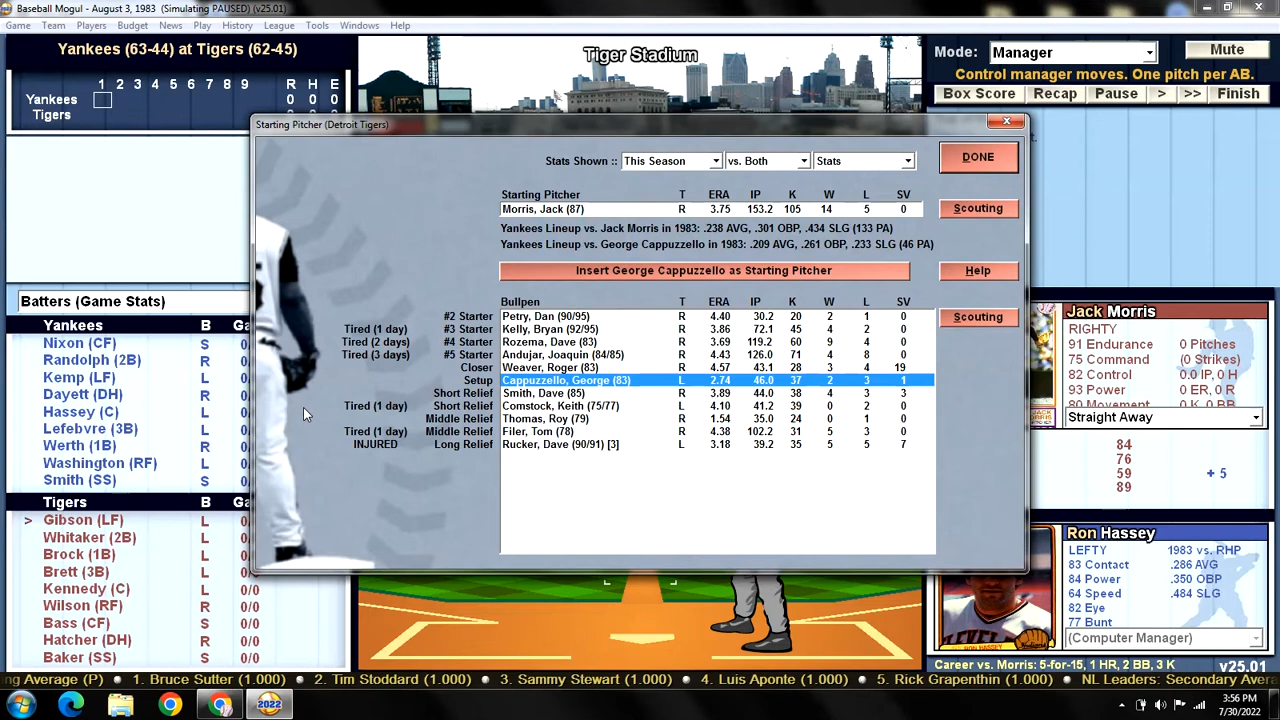 Baseball Mogul - August 3, 1983 (Simulating PAUSED) (v25.01)
Game Team Players Budget News Play History League Tools Windows Help
Yankees (63-44) at Tigers (62-45)
1 2 3 4 5 6 7 8 9 R H E
Yankees 0 0 0
Tigers 0 0 0
Tiger Stadium
Mode: Manager Mute
Control manager moves. One pitch per AB.
Box Score Recap Pause > >> Finish
Starting Pitcher (Detroit Tigers)
Stats Shown :: This Season vs. Both Stats DONE
Starting Pitcher T ERA IP K W L SV
Morris, Jack (87) R 3.75 153.2 105 14 5 0 Scouting
Yankees Lineup vs. Jack Morris in 1983: .238 AVG, .301 OBP, .434 SLG (133 PA)
Yankees Lineup vs. George Cappuzzello in 1983: .209 AVG, .261 OBP, .233 SLG (46 PA)
Insert George Cappuzzello as Starting Pitcher Help
Bullpen T ERA IP K W L SV
#2 Starter Petry, Dan (90/95) R 4.40 30.2 20 2 1 0 Scouting
Tired (1 day) #3 Starter Kelly, Bryan (92/95) R 3.86 72.1 45 4 2 0
Tired (2 days) #4 Starter Rozema, Dave (83) R 3.69 119.2 60 9 4 0
Tired (3 days) #5 Starter Andujar, Joaquin (84/85) R 4.43 126.0 71 4 8 0
Closer Weaver, Roger (83) R 4.57 43.1 28 3 4 19
Setup Cappuzzello, George (83) L 2.74 46.0 37 2 3 1
Short Relief Smith, Dave (85) R 3.89 44.0 38 4 3 3
Tired (1 day) Short Relief Comstock, Keith (75/77) L 4.10 41.2 39 0 2 0
Middle Relief Thomas, Roy (79) R 1.54 35.0 24 0 1 0
Tired (1 day) Middle Relief Filer, Tom (78) R 4.38 102.2 31 5 3 0
INJURED Long Relief Rucker, Dave (90/91) [3] L 3.18 39.2 35 5 5 7
Batters (Game Stats)
Yankees B Ga
Nixon (CF) S
Randolph (2B) R
Kemp (LF) L
Dayett (DH) R
Hassey (C) L
Lefebvre (3B) L
Werth (1B) R
Washington (RF) L
Smith (SS) S
Tigers B Ga
> Gibson (LF) L 0/
Whitaker (2B) L 0/
Brock (1B) L 0/
Brett (3B) L 0/0
Kennedy (C) L 0/0
Wilson (RF) R 0/0
Bass (CF) S 0/0
Hatcher (DH) R 0/0
Baker (SS) S 0/0
Jack Morris
RIGHTY
91 Endurance 0 Pitches
75 Command (0 Strikes)
82 Control 0.0 IP, 0 H
93 Power 0 ER, 0 R
80 Movement 0 K, 0 BB
Straight Away
84
76
59 + 5
89
Ron Hassey
LEFTY 1983 vs. RHP
83 Contact .286 AVG
84 Power .350 OBP
64 Speed .484 SLG
82 Eye
77 Bunt
(Computer Manager)
Career vs. Morris: 5-for-15, 1 HR, 2 BB, 3 K v25.01
ng Average (P) • 1. Bruce Sutter (1.000) • 2. Tim Stoddard (1.000) • 3. Sammy Stewart (1.000) • 4. Luis Aponte (1.000) • 5. Rick Grapenthin (1.000) • NL Leaders: Secondary Avera
2022
3:56 PM
7/30/2022